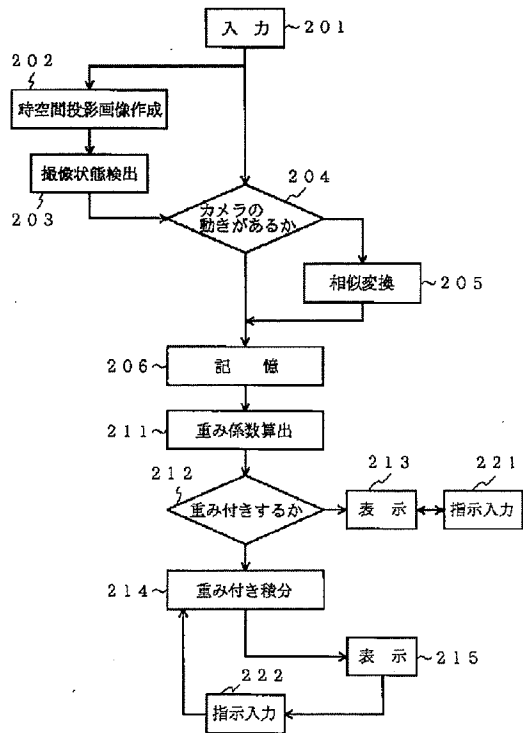 入 力
201
202
時空間投影画像作成
撮像状態検出
203
204
カメラの
動きがあるか
相似変換
205
206
記 憶
211
重み係数算出
212
重み付きするか
213
表 示
221
指示入力
214
重み付き積分
表 示
215
222
指示入力